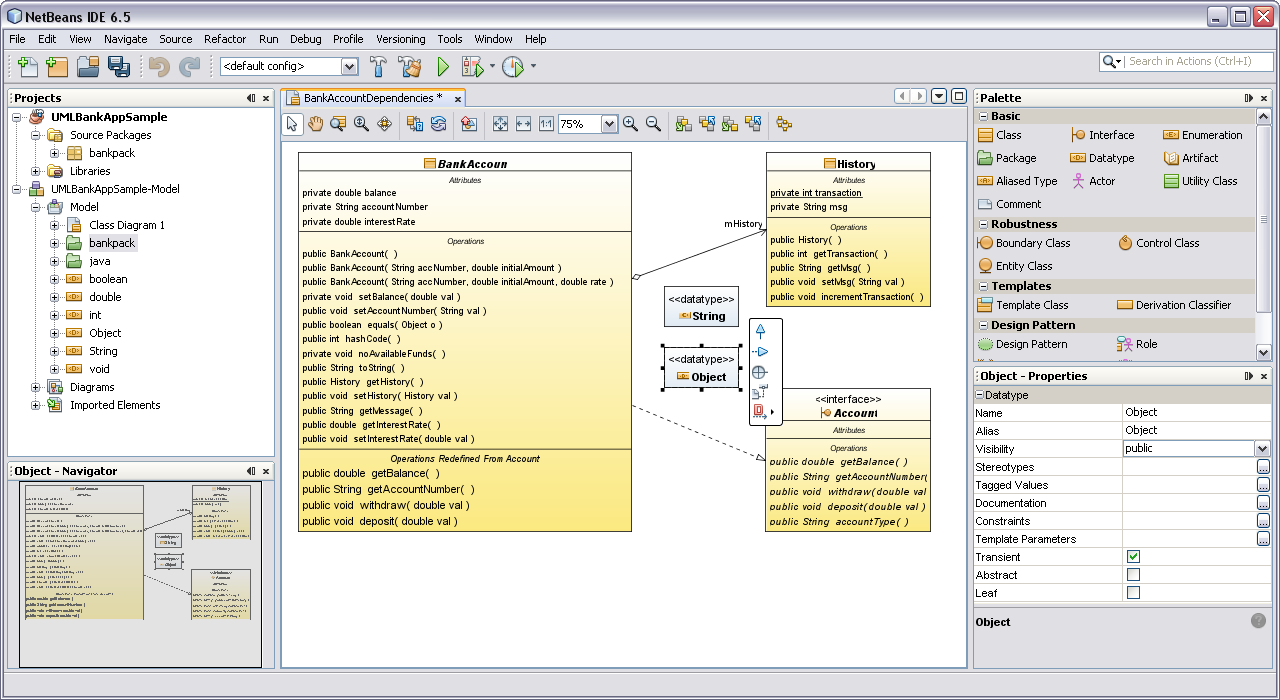 NetBeans IDE 6.5
File Edit View Navigate Source Refactor Run Debug Profile Versioning Tools Window Help
<default config>
Search in Actions (Ctrl+I)
Projects
UMLBankAppSample
Source Packages
bankpack
Libraries
UMLBankAppSample-Model
Model
Class Diagram 1
bankpack
java
boolean
double
int
Object
String
void
Diagrams
Imported Elements
Object - Navigator
BankAccountDependencies *
75%
BankAccoun
Attributes
private double balance
private String accountNumber
private double interestRate
Operations
public BankAccount( )
public BankAccount( String accNumber, double initialAmount )
public BankAccount( String accNumber, double initialAmount, double rate )
private void setBalance( double val )
public void setAccountNumber( String val )
public boolean equals( Object o )
public int hashCode( )
private void noAvailableFunds( )
public String toString( )
public History getHistory( )
public void setHistory( History val )
public String getMessage( )
public double getInterestRate( )
public void setInterestRate( double val )
Operations Redefined From Account
public double getBalance( )
public String getAccountNumber( )
public void withdraw( double val )
public void deposit( double val )
mHistory
History
Attributes
private int transaction
private String msg
Operations
public History( )
public int getTransaction( )
public String getMsg( )
public void setMsg( String val )
public void incrementTransaction( )
<<datatype>>
String
<<datatype>>
Object
<<interface>>
Account
Attributes
Operations
public double getBalance( )
public String getAccountNumber(
public void withdraw( double val
public void deposit( double val )
public String accountType( )
Palette
Basic
Class Interface Enumeration
Package Datatype Artifact
Aliased Type Actor Utility Class
Comment
Robustness
Boundary Class Control Class
Entity Class
Templates
Template Class Derivation Classifier
Design Pattern
Design Pattern Role
Object - Properties
Datatype
Name Object
Alias Object
Visibility public
Stereotypes ...
Tagged Values ...
Documentation ...
Constraints ...
Template Parameters ...
Transient
Abstract
Leaf
Object